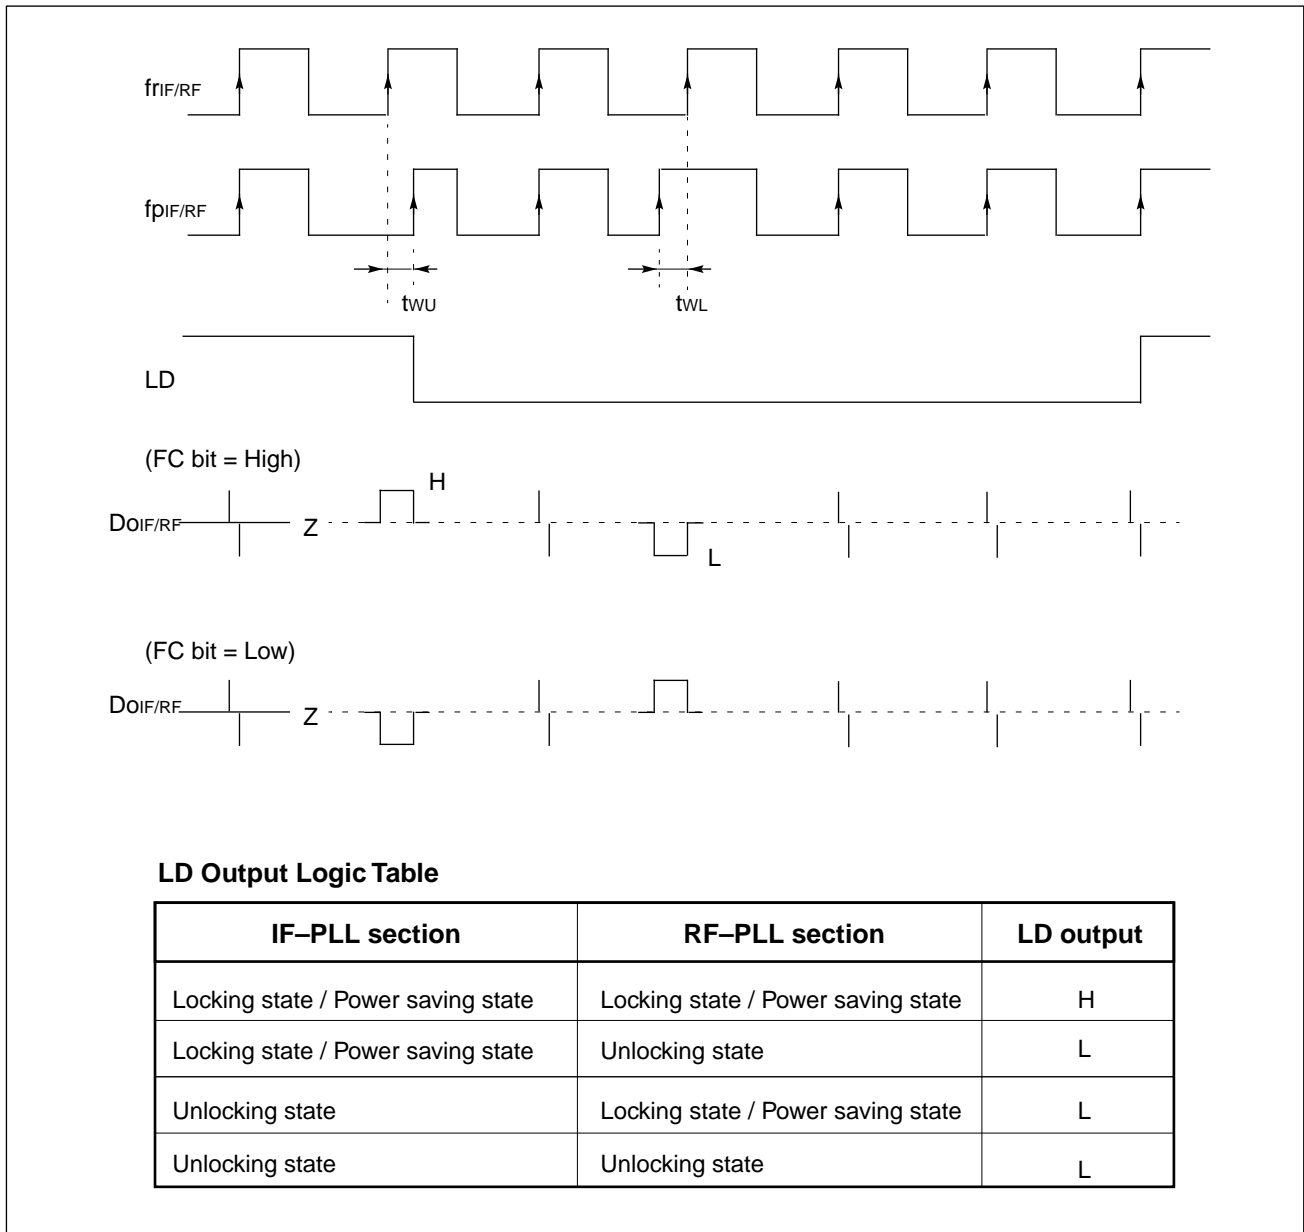 frIF/RF
fpIF/RF
tWU
tWL
LD
(FC bit = High)
H
DoIF/RF
Z
L
(FC bit = Low)
DoIF/RF
Z
LD Output Logic Table
IF–PLL section RF–PLL section LD output
Locking state / Power saving state Locking state / Power saving state H
Locking state / Power saving state Unlocking state L
Unlocking state Locking state / Power saving state L
Unlocking state Unlocking state L